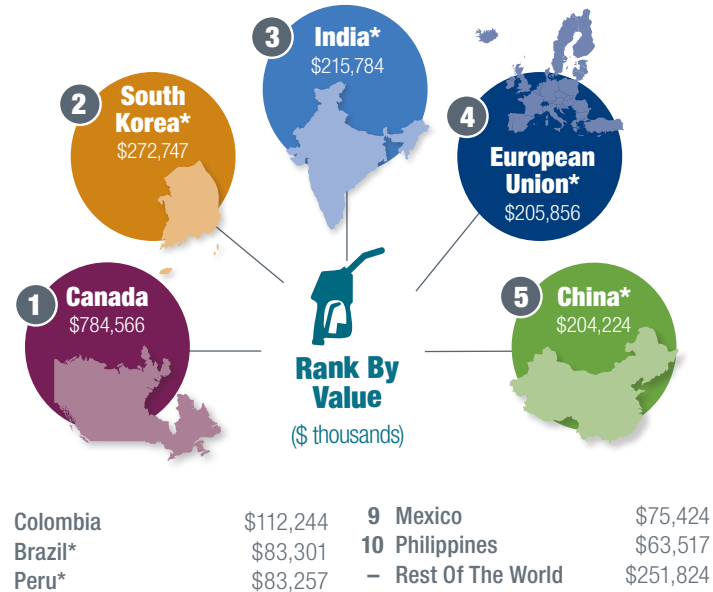 3
India*
$215,784
2
South
Korea*
$272,747
4
European
Union*
$205,856
1
Canada
$784,566
5
China*
$204,224
Rank By
Value
($ thousands)
Colombia $112,244
Brazil* $83,301
Peru* $83,257
9 Mexico $75,424
10 Philippines $63,517
– Rest Of The World $251,824